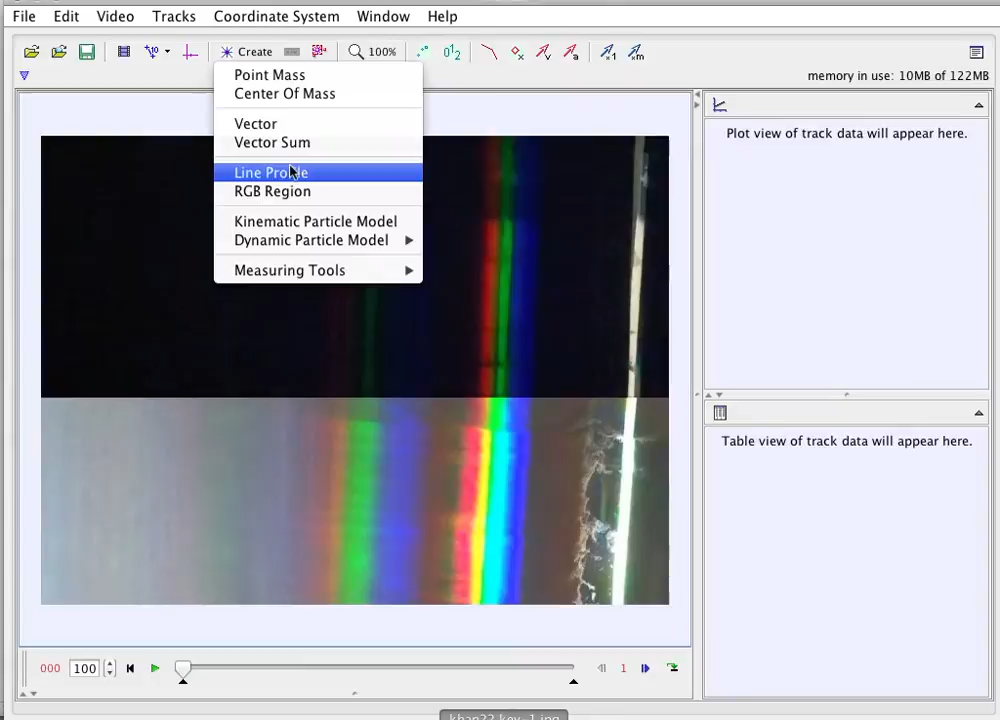 File Edit Video Tracks Coordinate System Window Help
Create 100%
memory in use: 10MB of 122MB
Point Mass
Center Of Mass
Vector
Vector Sum
Line Profile
RGB Region
Kinematic Particle Model
Dynamic Particle Model
Measuring Tools
Plot view of track data will appear here.
Table view of track data will appear here.
000 100 1